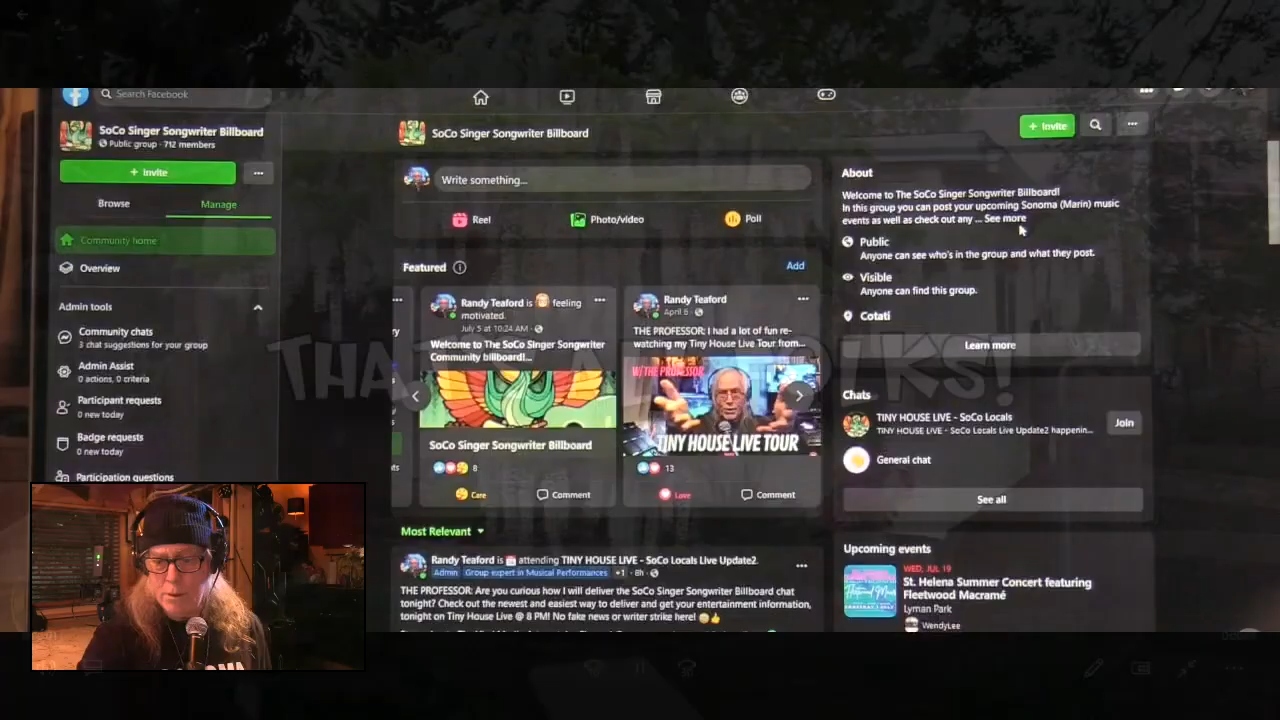 Search Facebook
SoCo Singer Songwriter Billboard
Public group · 712 members
+ Invite
Browse
Manage
Community home
Overview
Admin tools
Community chats
3 chat suggestions for your group
Admin Assist
0 actions, 0 criteria
Participant requests
0 new today
Badge requests
0 new today
Participation questions
SoCo Singer Songwriter Billboard
+ Invite
Write something...
Reel
Photo/video
Poll
Featured
Add
Randy Teaford is feeling
motivated.
July 5 at 10:24 AM ·
Welcome to The SoCo Singer Songwriter
Community billboard!...
SoCo Singer Songwriter Billboard
8
Care
Comment
Randy Teaford
April 6 ·
THE PROFESSOR: I had a lot of fun re-
watching my Tiny House Live Tour from...
W/THE PROFESSOR
TINY HOUSE LIVE TOUR
13
Love
Comment
THAT'S ALL FOLKS!
Most Relevant
Randy Teaford is attending TINY HOUSE LIVE - SoCo Locals Live Update2.
Admin Group expert in Musical Performances +1 · 8h ·
THE PROFESSOR: Are you curious how I will deliver the SoCo Singer Songwriter Billboard chat
tonight? Check out the newest and easiest way to deliver and get your entertainment information,
tonight on Tiny House Live @ 8 PM! No fake news or writer strike here!
About
Welcome to The SoCo Singer Songwriter Billboard!
In this group you can post your upcoming Sonoma (Marin) music
events as well as check out any ... See more
Public
Anyone can see who's in the group and what they post.
Visible
Anyone can find this group.
Cotati
Learn more
Chats
TINY HOUSE LIVE - SoCo Locals
TINY HOUSE LIVE - SoCo Locals Live Update2 happenin...
Join
General chat
See all
Upcoming events
WED, JUL 19
St. Helena Summer Concert featuring
Fleetwood Macramé
Lyman Park
WendyLee